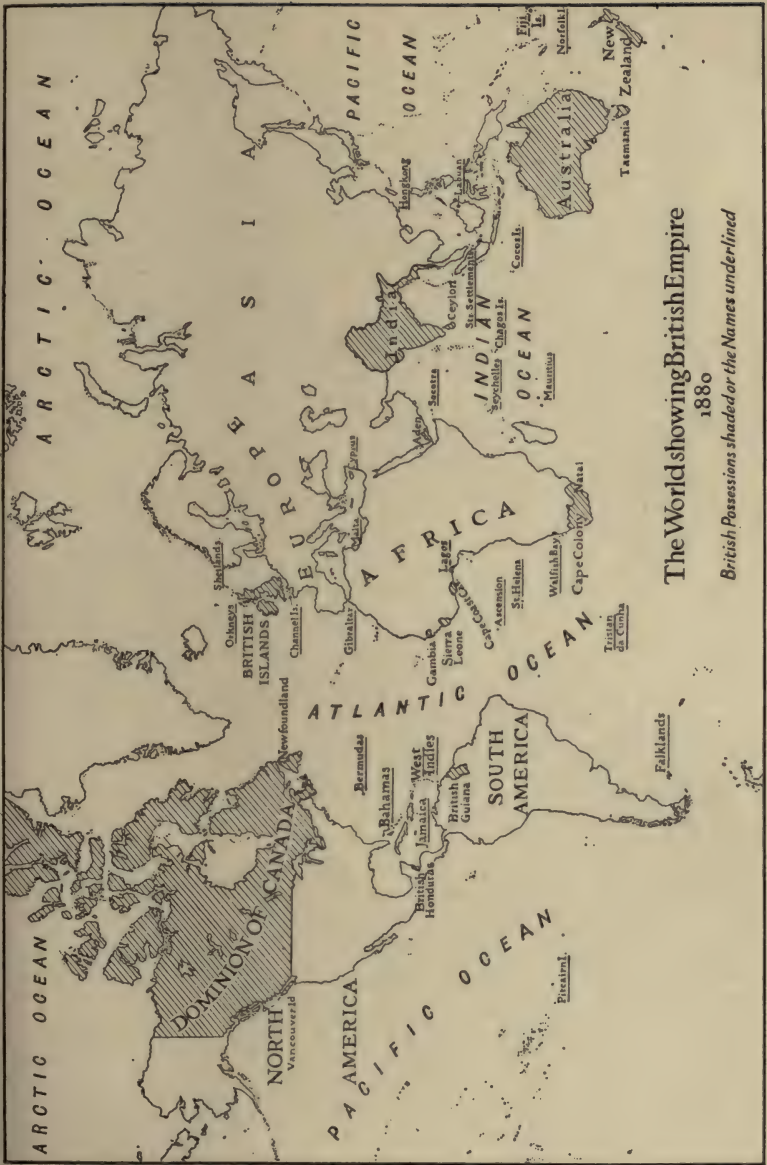 ARCTIC OCEAN
ARCTIC OCEAN
DOMINION OF CANADA
NORTH
AMERICA
Vancouver Id
Newfoundland
BRITISH
ISLANDS
Orkneys
Shetlands
Channel Is.
EUROPE
ASIA
PACIFIC
OCEAN
Gibraltar
Malta
Cyprus
Bermudas
Bahamas
West
Indies
Jamaica
British
Honduras
British
Guiana
ATLANTIC
OCEAN
Gambia
Sierra
Leone
Cape Coast Ca.
Lagos
AFRICA
Aden
Socotra
India
Ceylon
Hongkong
Labuan
Sts Settlements
INDIAN
OCEAN
Seychelles
Chagos Is.
Cocos Is.
Mauritius
Ascension
St. Helena
Walfish Bay
Cape Colony
Natal
Tristan
da Cunha
SOUTH
AMERICA
Falklands
PACIFIC OCEAN
Pitcairn I.
Australia
Tasmania
New
Zealand
Fiji
Is.
Norfolk I.
The World showing British Empire
1880
British Possessions shaded or the Names underlined